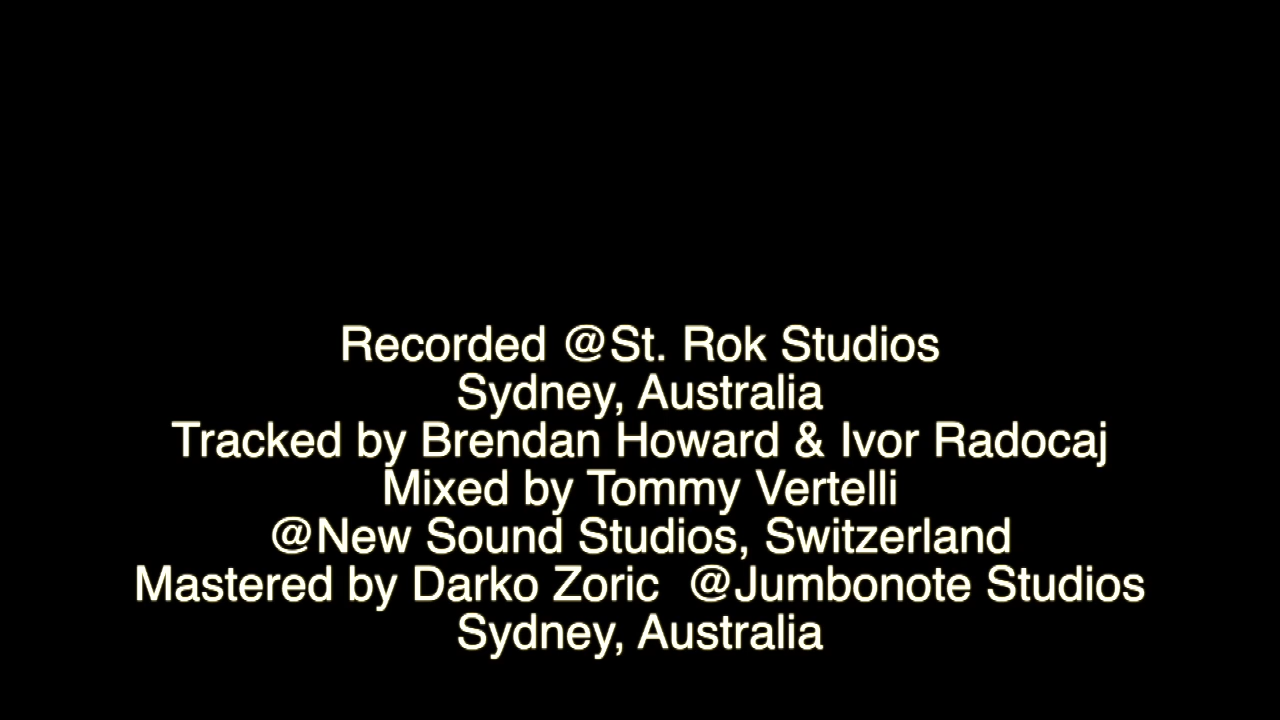 Recorded @St. Rok Studios
Sydney, Australia
Tracked by Brendan Howard & Ivor Radocaj
Mixed by Tommy Vertelli
@New Sound Studios, Switzerland
Mastered by Darko Zoric  @Jumbonote Studios
Sydney, Australia